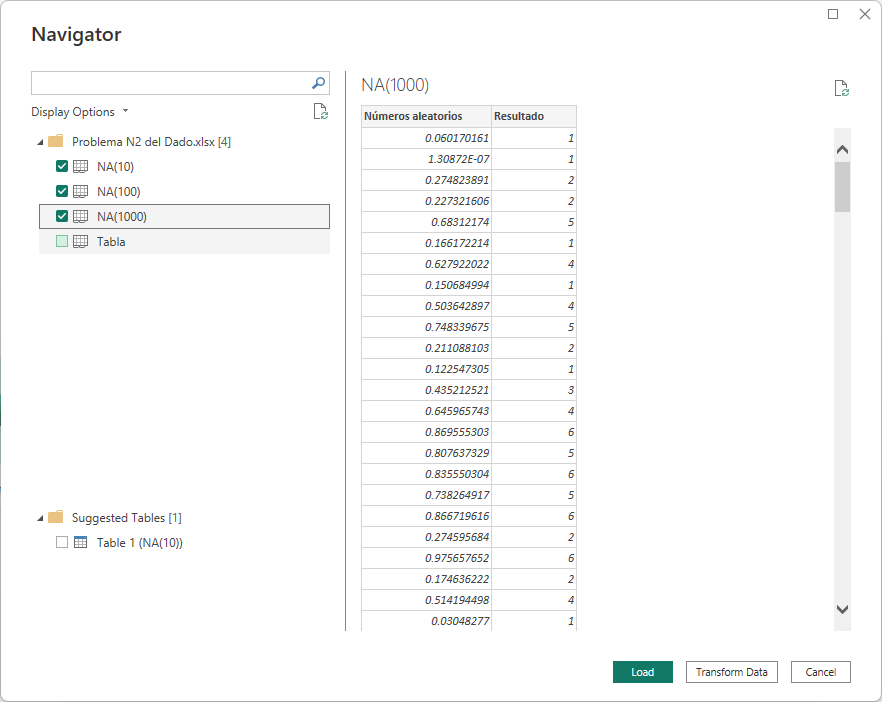 Navigator
Display Options
Problema N2 del Dado.xlsx [4]
NA(10)
NA(100)
NA(1000)
Tabla
Suggested Tables [1]
Table 1 (NA(10))
NA(1000)
Números aleatorios Resultado
0.060170161 1
1.30872E-07 1
0.274823891 2
0.227321606 2
0.68312174 5
0.166172214 1
0.627922022 4
0.150684994 1
0.503642897 4
0.748339675 5
0.211088103 2
0.122547305 1
0.435212521 3
0.645965743 4
0.869555303 6
0.807637329 5
0.835550304 6
0.738264917 5
0.866719616 6
0.274595684 2
0.975657652 6
0.174636222 2
0.514194498 4
0.03048277 1
Load Transform Data Cancel